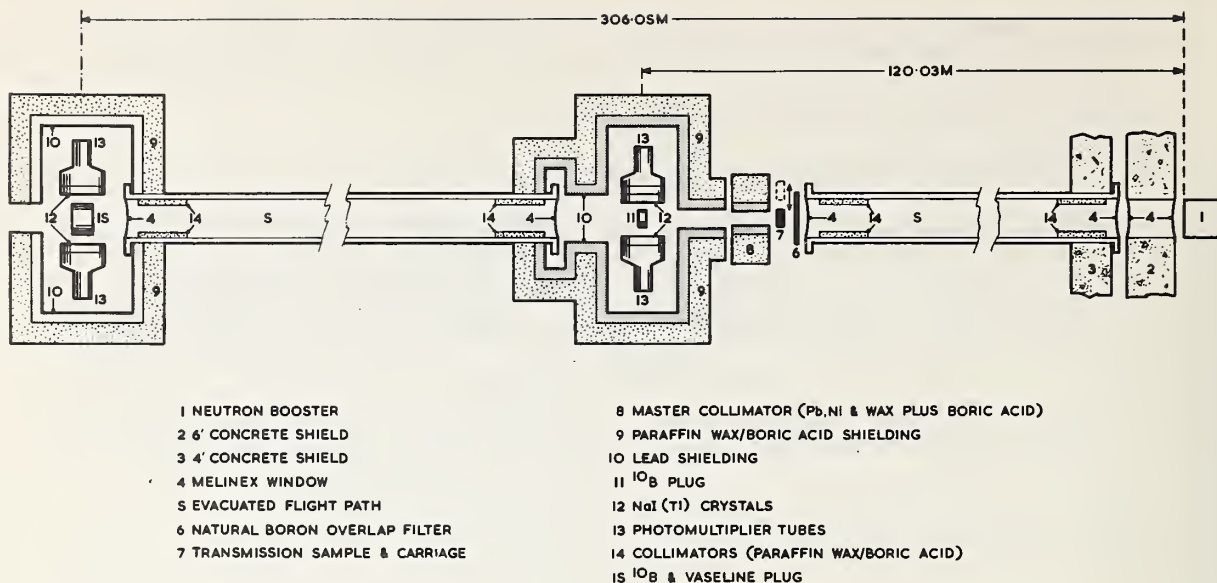 306·05M
120·03M
10 13 9 13 9
12 15 4 14 5 14 4 10 11 12 7 6 4 14 5 14 4 4 1
8 3 2
10 13 9 13 9
1 NEUTRON BOOSTER
2 6' CONCRETE SHIELD
3 4' CONCRETE SHIELD
4 MELINEX WINDOW
5 EVACUATED FLIGHT PATH
6 NATURAL BORON OVERLAP FILTER
7 TRANSMISSION SAMPLE & CARRIAGE
8 MASTER COLLIMATOR (Pb,Ni & WAX PLUS BORIC ACID)
9 PARAFFIN WAX/BORIC ACID SHIELDING
10 LEAD SHIELDING
11 ¹⁰B PLUG
12 NaI (Tl) CRYSTALS
13 PHOTOMULTIPLIER TUBES
14 COLLIMATORS (PARAFFIN WAX/BORIC ACID)
15 ¹⁰B & VASELINE PLUG